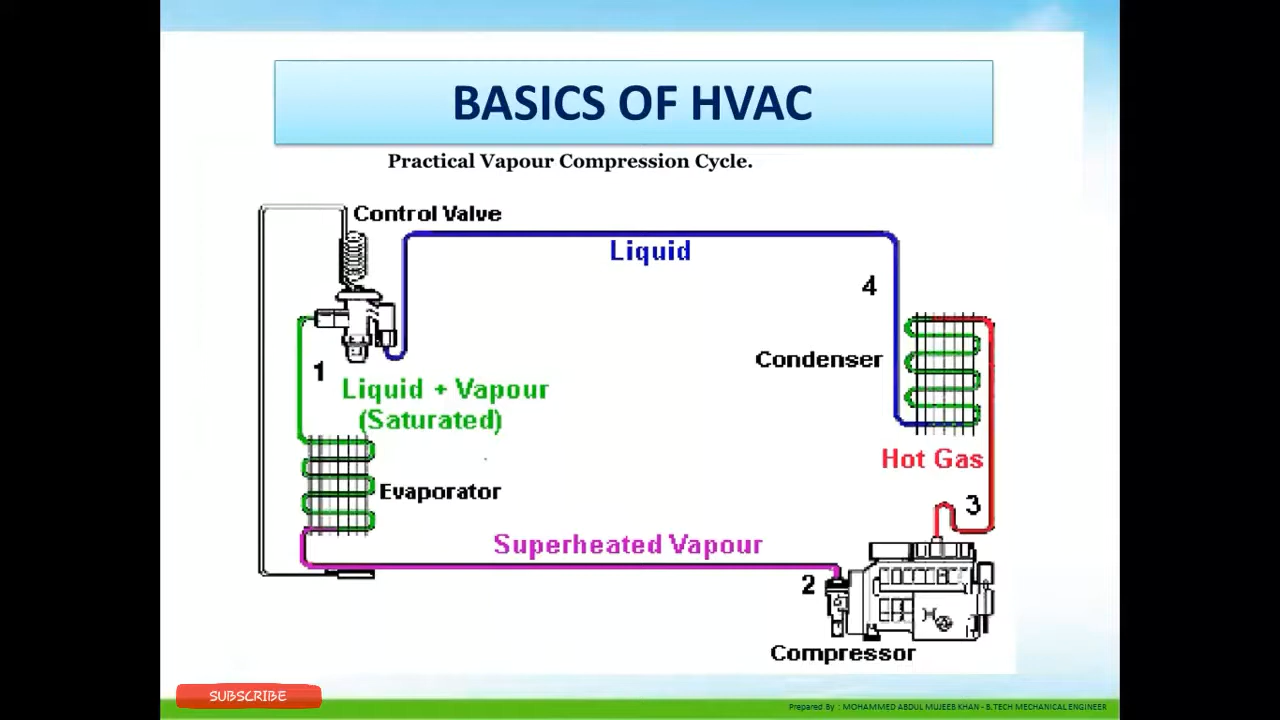 BASICS OF HVAC
Practical Vapour Compression Cycle.
Control Valve
Liquid
4
Condenser
1
Liquid + Vapour
(Saturated)
Hot Gas
Evaporator
3
Superheated Vapour
2
Compressor
SUBSCRIBE
Prepared By : MOHAMMED ABDUL MUJEEB KHAN - B.TECH MECHANICAL ENGINEER